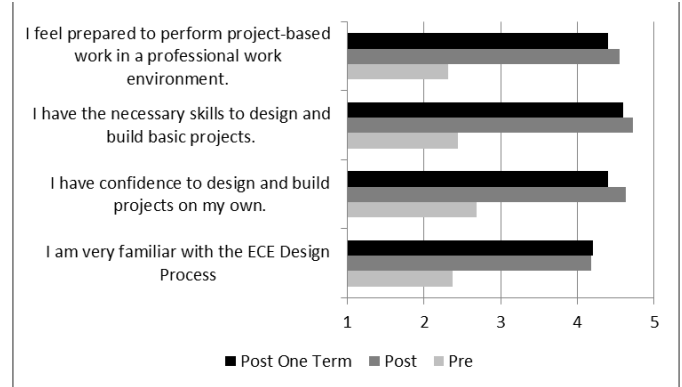 I feel prepared to perform project-based
work in a professional work
environment.
I have the necessary skills to design and
build basic projects.
I have confidence to design and build
projects on my own.
I am very familiar with the ECE Design
Process
1 2 3 4 5
Post One Term Post Pre